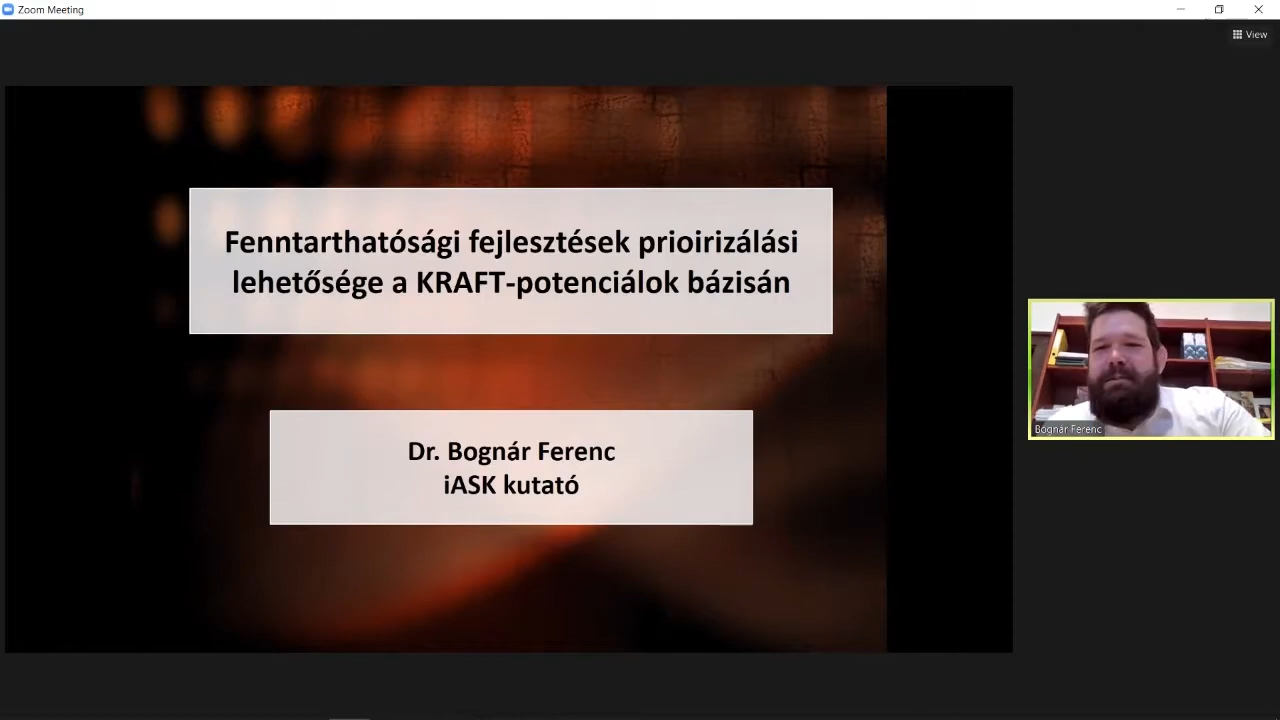 Zoom Meeting
View
Fenntarthatósági fejlesztések prioirizálási
lehetősége a KRAFT-potenciálok bázisán
Dr. Bognár Ferenc
iASK kutató
Bognár Ferenc